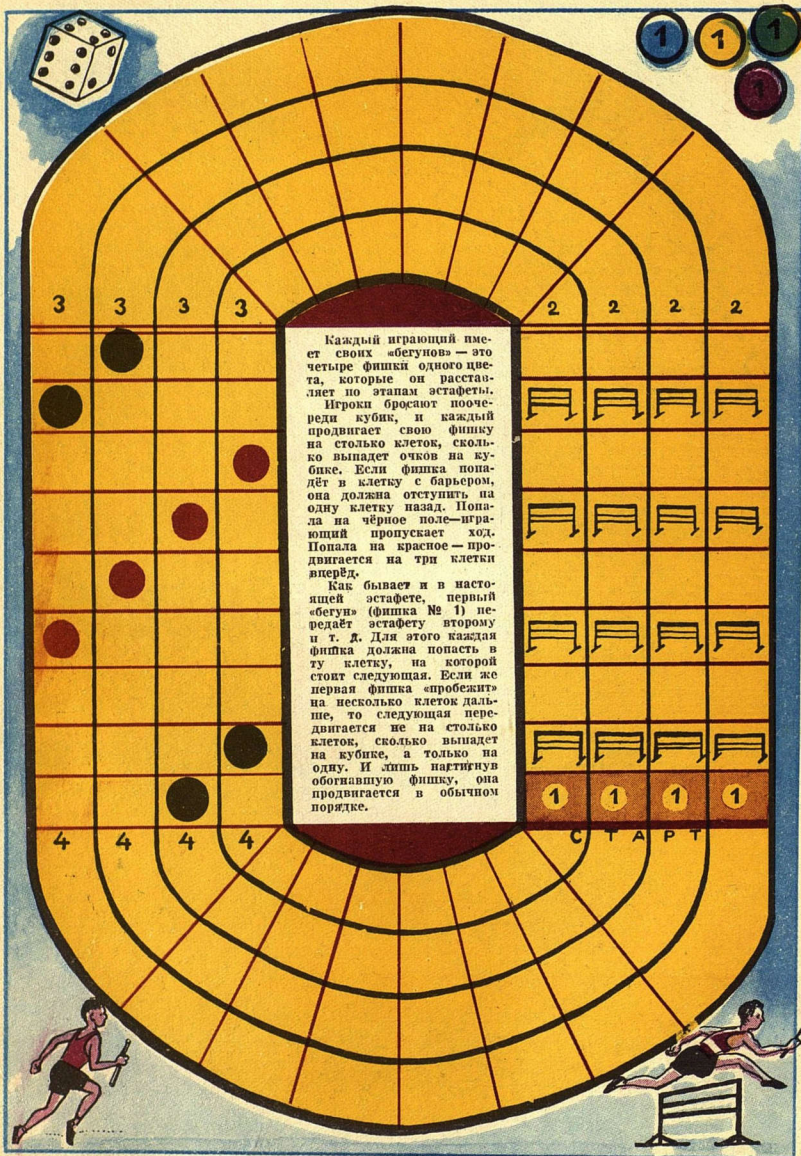 1 1 1
1
3 3 3 3 2 2 2 2
Каждый играющий име-
ет своих «бегунов» — это
четыре фишки одного цве-
та, которые он расстав-
ляет по этапам эстафеты.
Игроки бросают пооче-
реди кубик, и каждый
продвигает свою фишку
на столько клеток, сколь-
ко выпадет очков на ку-
бике. Если фишка попа-
дёт в клетку с барьером,
она должна отступить на
одну клетку назад. Попа-
ла на чёрное поле—игра-
ющий пропускает ход.
Попала на красное — про-
двигается на три клетки
вперёд.
Как бывает и в насто-
ящей эстафете, первый
«бегун» (фишка № 1) пе-
редаёт эстафету второму
и т. д. Для этого каждая
фишка должна попасть в
ту клетку, на которой
стоит следующая. Если же
первая фишка «пробежит»
на несколько клеток даль-
ше, то следующая пере-
двигается не на столько
клеток, сколько выпадет
на кубике, а только на
одну. И лишь настигнув
обогнавшую фишку, она
продвигается в обычном
порядке.
1 1 1 1
4 4 4 4 СТАРТ